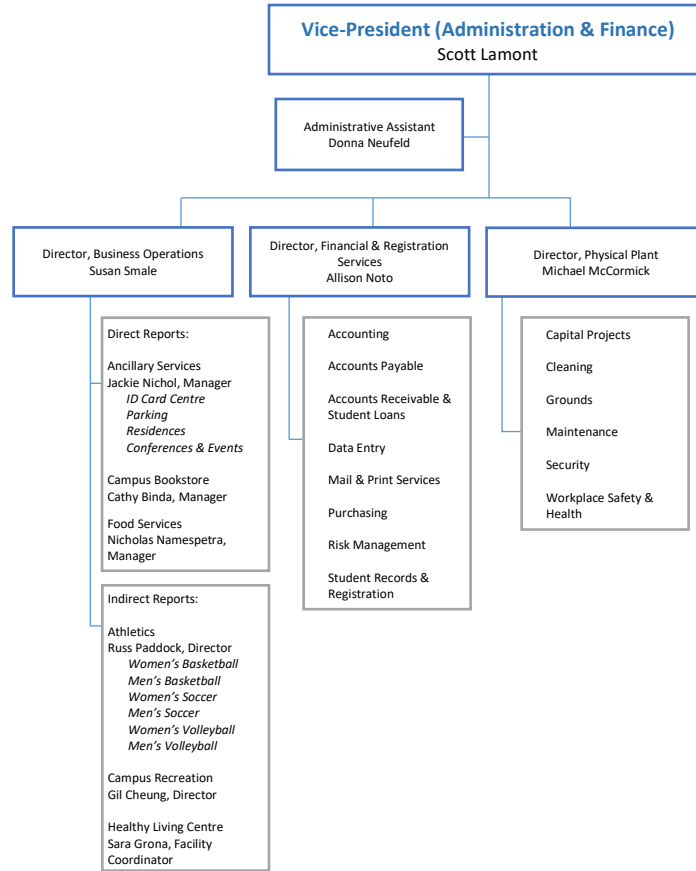 Vice-President (Administration & Finance)
Scott Lamont
Administrative Assistant
Donna Neufeld
Director, Business Operations
Susan Smale
Director, Financial & Registration
Services
Allison Noto
Director, Physical Plant
Michael McCormick
Direct Reports:
Ancillary Services
Jackie Nichol, Manager
ID Card Centre
Parking
Residences
Conferences & Events
Campus Bookstore
Cathy Binda, Manager
Food Services
Nicholas Namespetra,
Manager
Indirect Reports:
Athletics
Russ Paddock, Director
Women's Basketball
Men's Basketball
Women's Soccer
Men's Soccer
Women's Volleyball
Men's Volleyball
Campus Recreation
Gil Cheung, Director
Healthy Living Centre
Sara Grona, Facility
Coordinator
Accounting
Accounts Payable
Accounts Receivable &
Student Loans
Data Entry
Mail & Print Services
Purchasing
Risk Management
Student Records &
Registration
Capital Projects
Cleaning
Grounds
Maintenance
Security
Workplace Safety &
Health